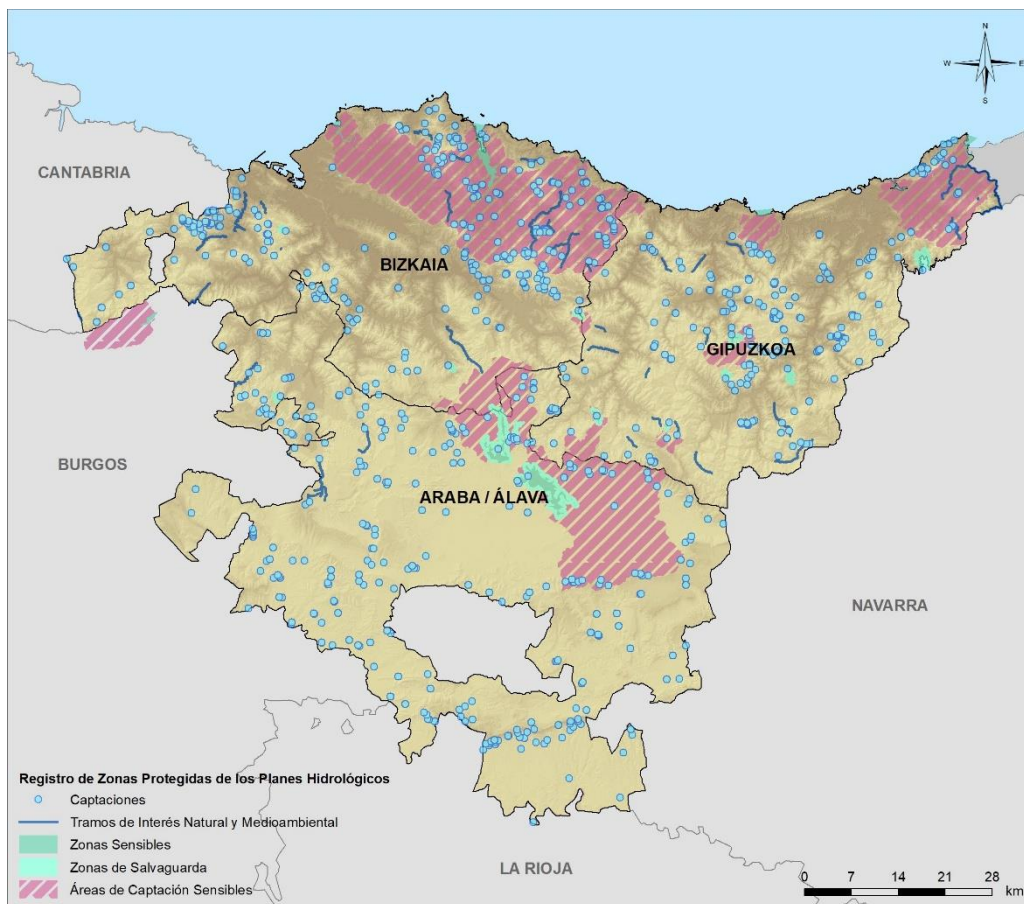 N
W E
S
CANTABRIA
BIZKAIA
GIPUZKOA
BURGOS
ARABA / ÁLAVA
NAVARRA
Registro de Zonas Protegidas de los Planes Hidrológicos
Captaciones
Tramos de Interés Natural y Medioambiental
Zonas Sensibles
Zonas de Salvaguarda
Áreas de Captación Sensibles
LA RIOJA
0 7 14 21 28
km